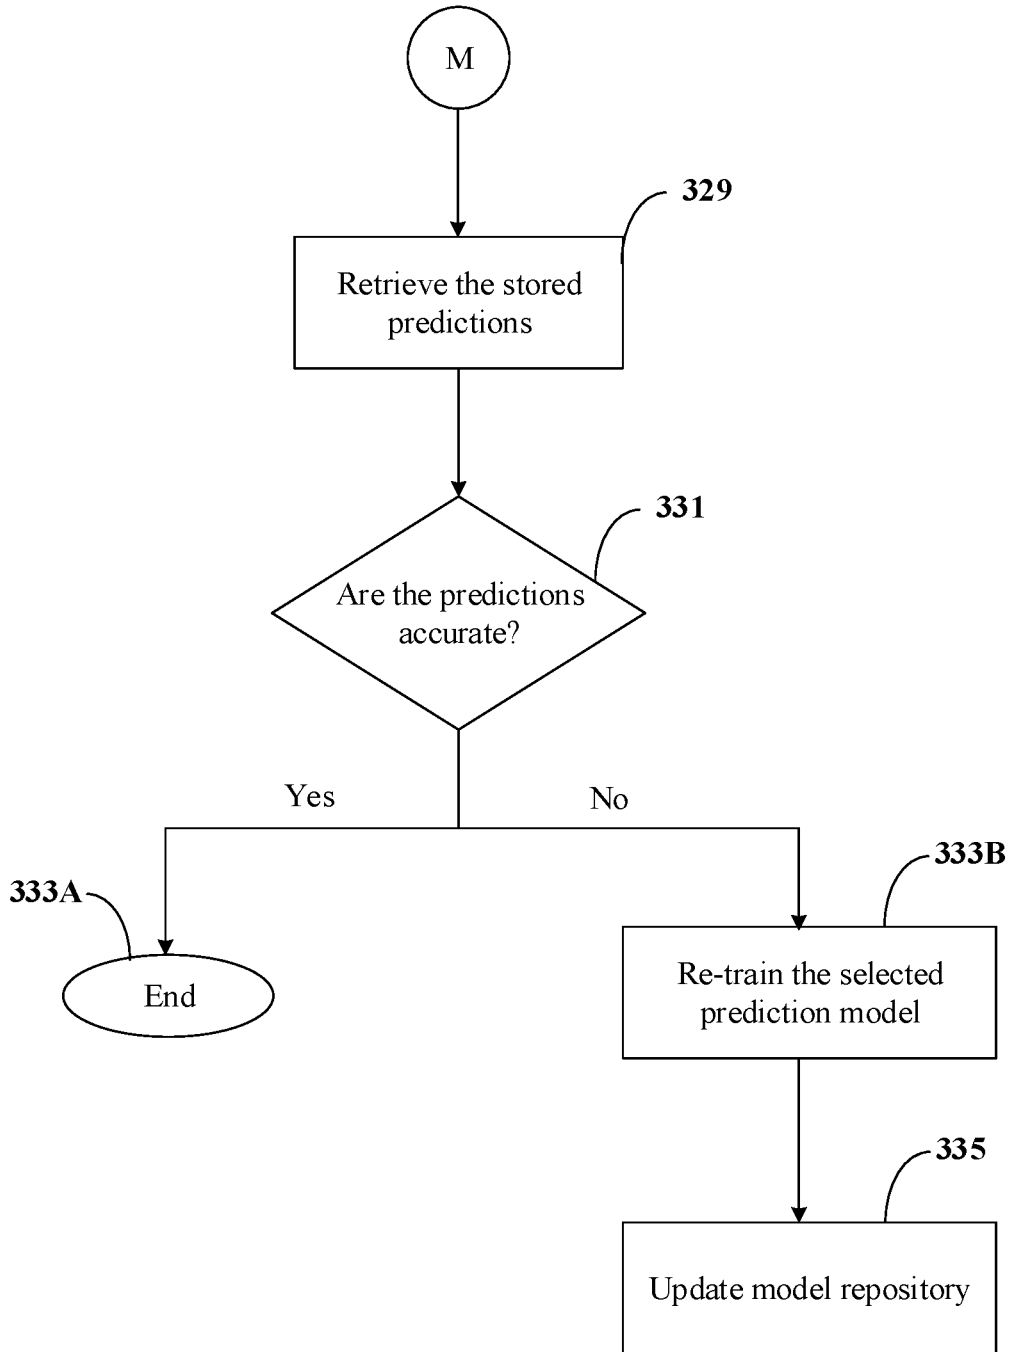 M
329
Retrieve the stored
predictions
331
Are the predictions
accurate?
Yes
No
333A
333B
End
Re-train the selected
prediction model
335
Update model repository